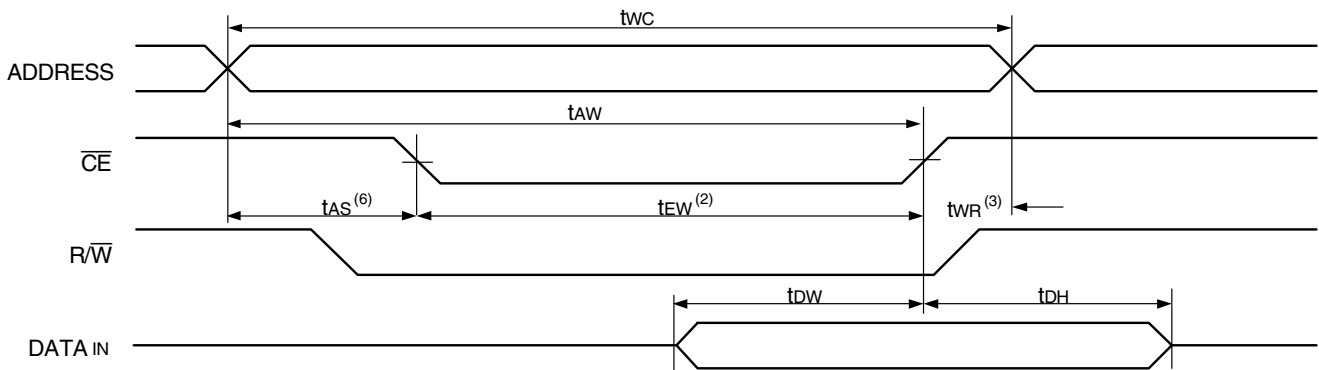 tWC
ADDRESS
tAW
CE
tAS (6)
tEW (2)
tWR (3)
R/W
tDW
tDH
DATA IN